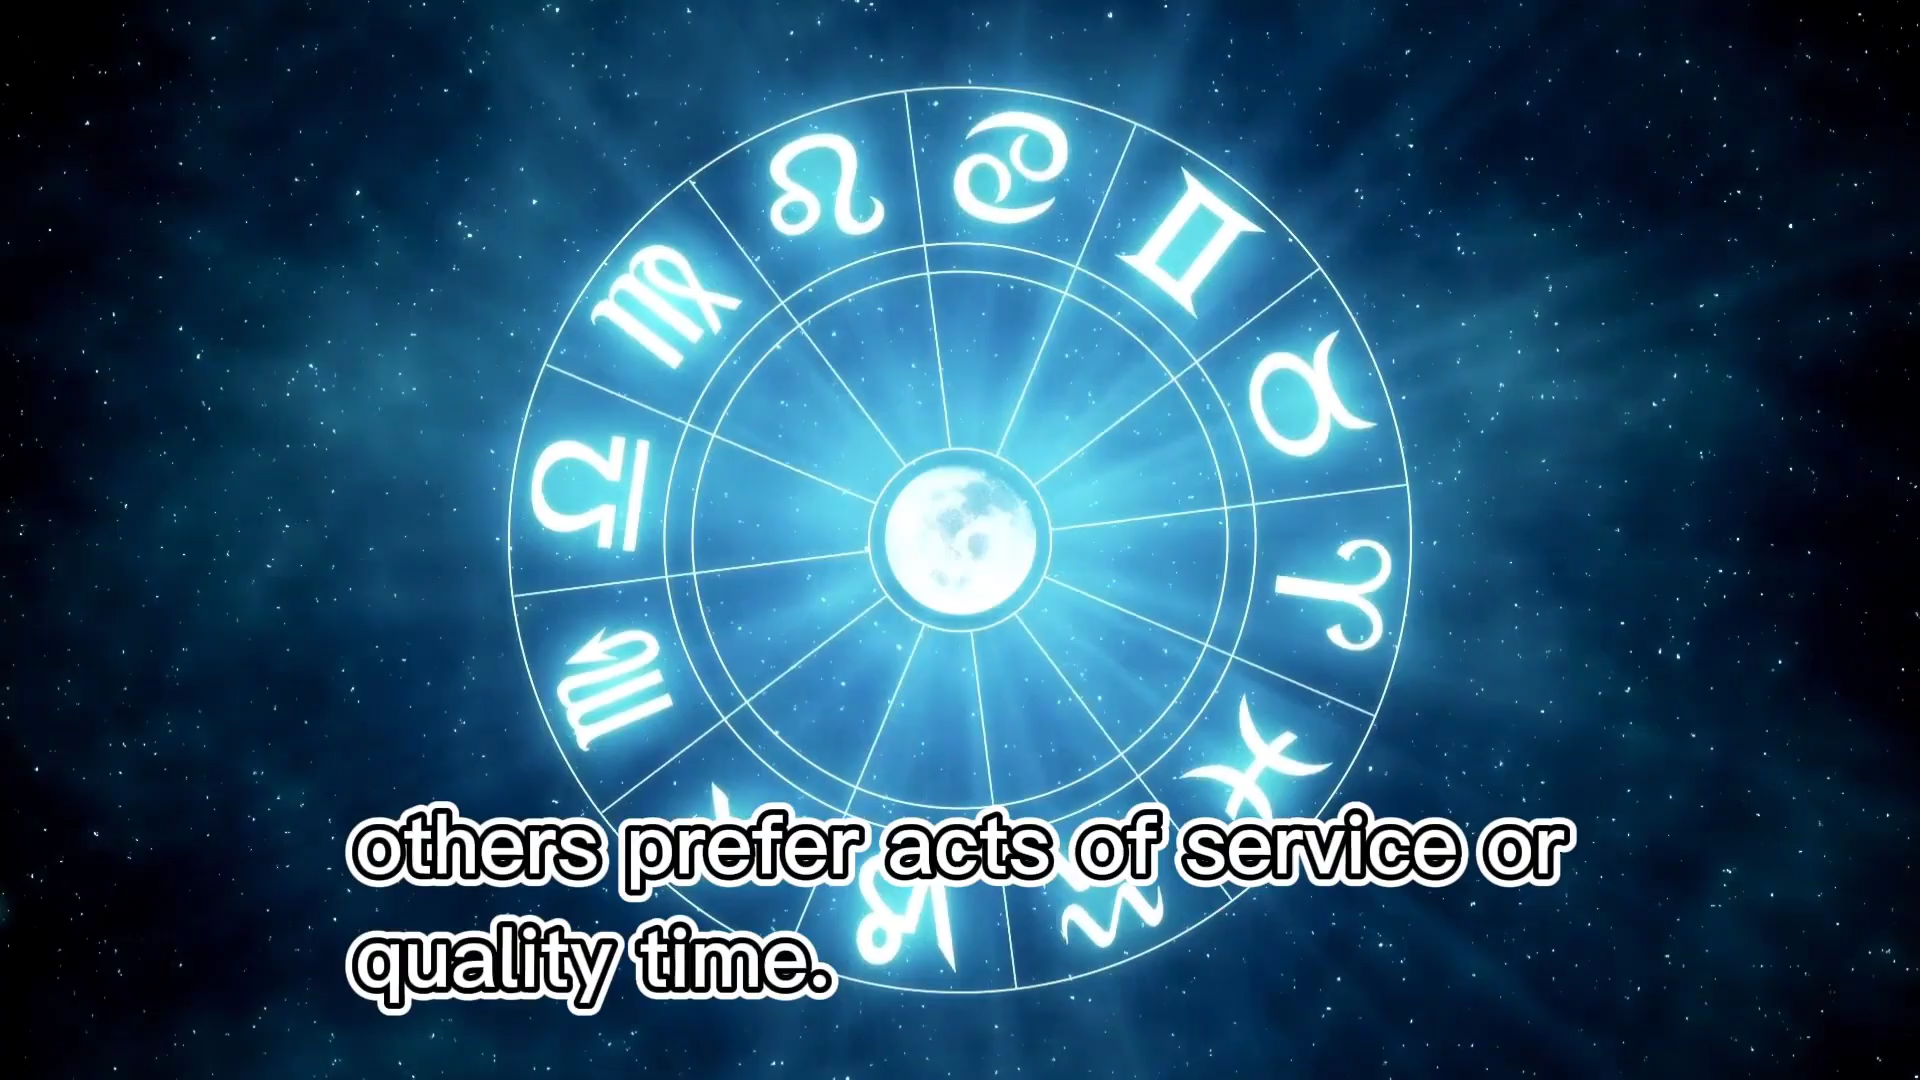 others prefer acts of service or
quality time.